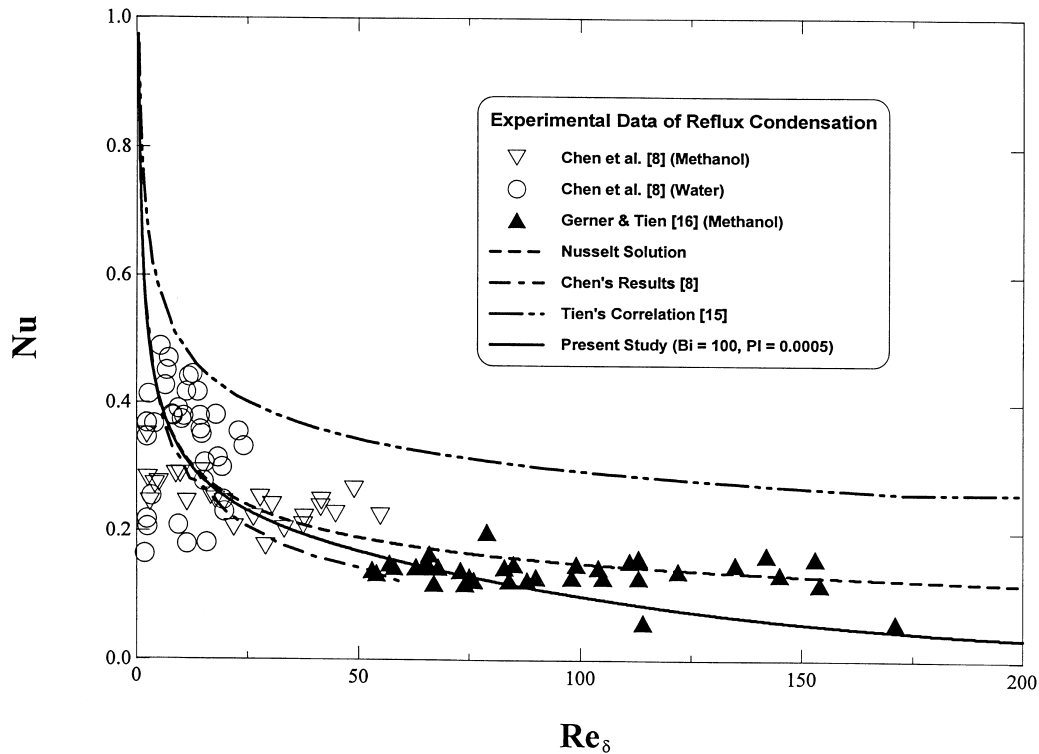 1.0
0.8
0.6
0.4
0.2
0.0
Nu
Experimental Data of Reflux Condensation
Chen et al. [8] (Methanol)
Chen et al. [8] (Water)
Gerner & Tien [16] (Methanol)
Nusselt Solution
Chen's Results [8]
Tien's Correlation [15]
Present Study (Bi = 100, PI = 0.0005)
0 50 100 150 200
Reδ